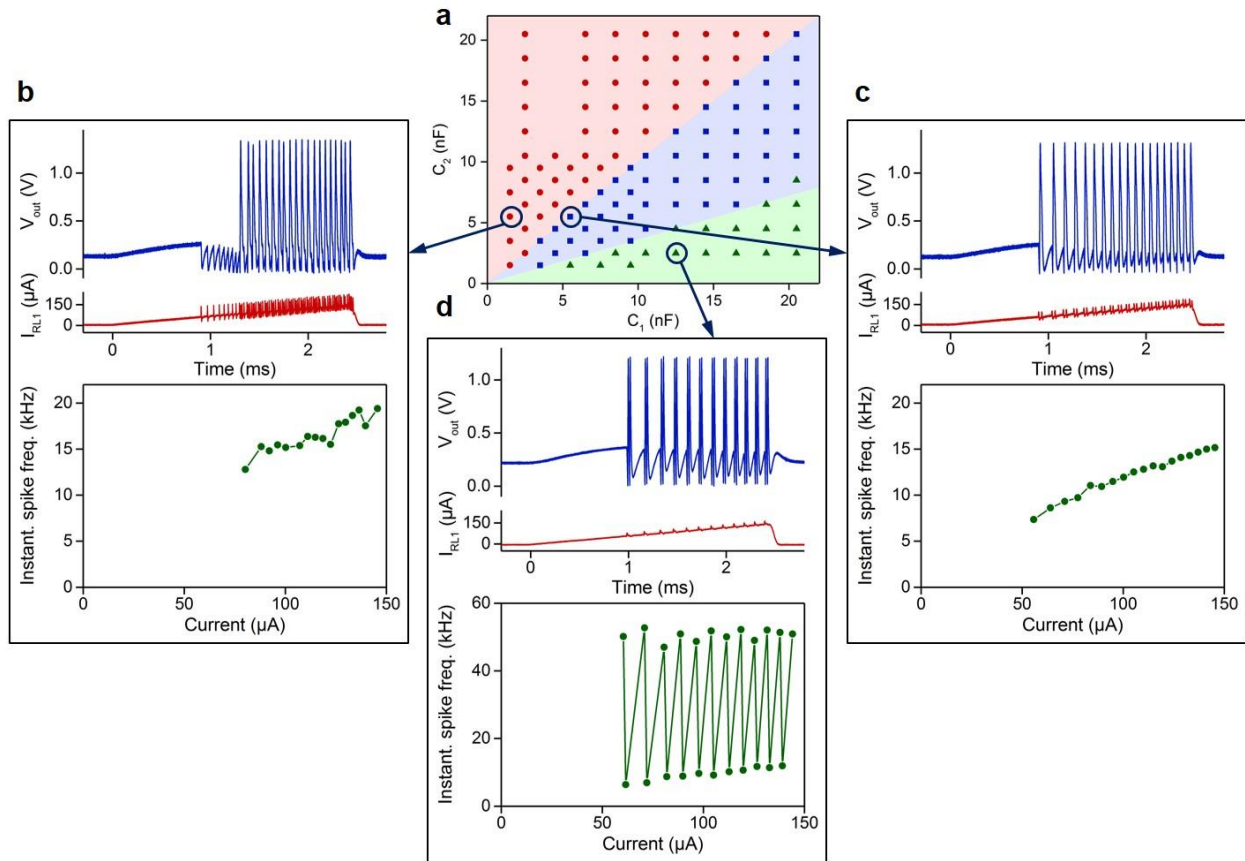 a
20
15
10
5
0
C2 (nF)
0 5 10 15 20
C1 (nF)
b
1.0
0.5
0.0
Vout (V)
150
0
IRL1 (µA)
0 1 2
Time (ms)
20
15
10
5
0
Instant. spike freq. (kHz)
0 50 100 150
Current (µA)
c
1.0
0.5
0.0
Vout (V)
150
0
IRL1 (µA)
0 1 2
Time (ms)
20
15
10
5
0
Instant. spike freq. (kHz)
0 50 100 150
Current (µA)
d
1.0
0.5
0.0
Vout (V)
150
0
IRL1 (µA)
0 1 2
Time (ms)
60
40
20
0
Instant. spike freq. (kHz)
0 50 100 150
Current (µA)